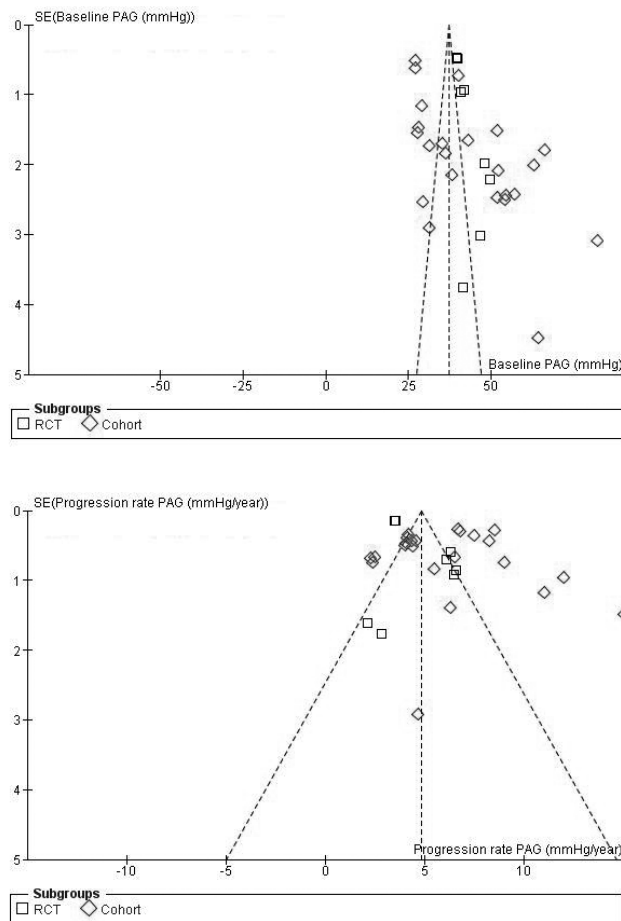 SE(Baseline PAG (mmHg))
0
1
2
3
4
5
-50
-25
0
25
50
Baseline PAG (mmHg)
Subgroups
RCT Cohort
SE(Progression rate PAG (mmHg/year))
0
1
2
3
4
5
-10
-5
0
5
10
Progression rate PAG (mmHg/year)
Subgroups
RCT Cohort